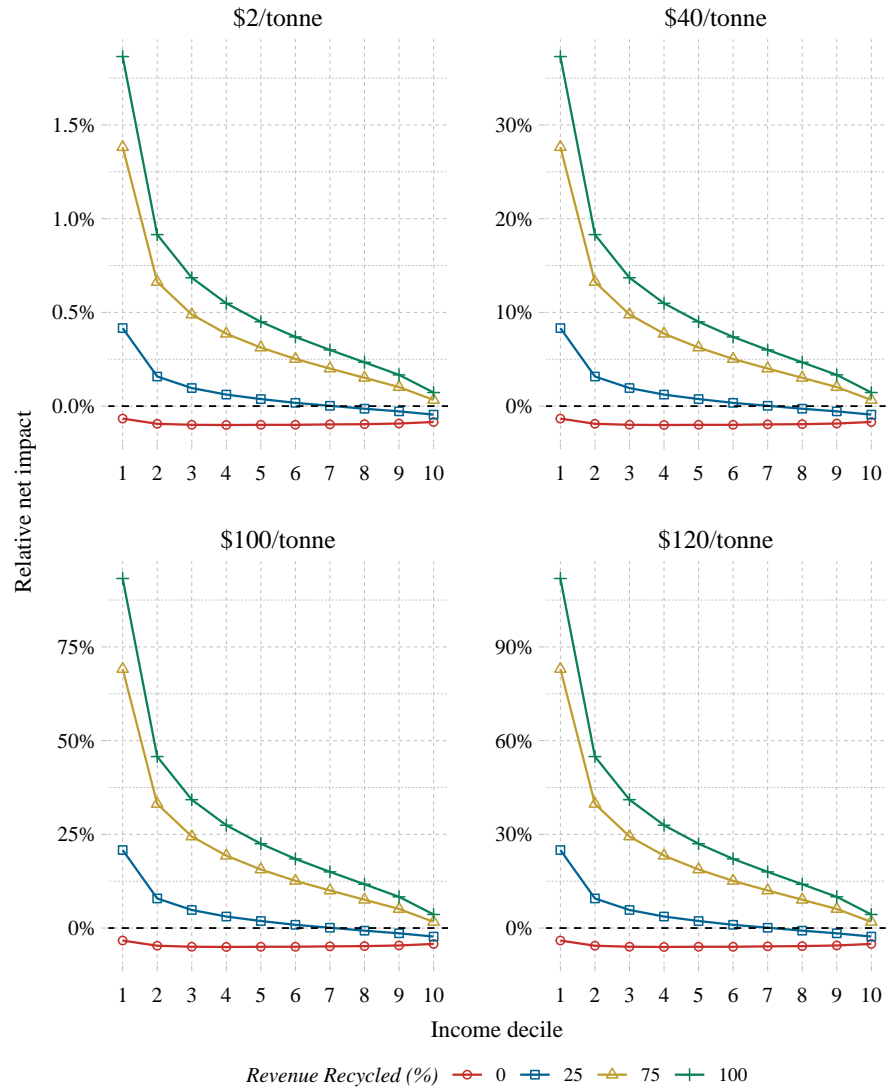 $2/tonne
$40/tonne
1.5%
1.0%
0.5%
0.0%
1 2 3 4 5 6 7 8 9 10
30%
20%
10%
0%
1 2 3 4 5 6 7 8 9 10
Relative net impact
$100/tonne
$120/tonne
75%
50%
25%
0%
1 2 3 4 5 6 7 8 9 10
90%
60%
30%
0%
1 2 3 4 5 6 7 8 9 10
Income decile
Revenue Recycled (%) 0 25 75 100